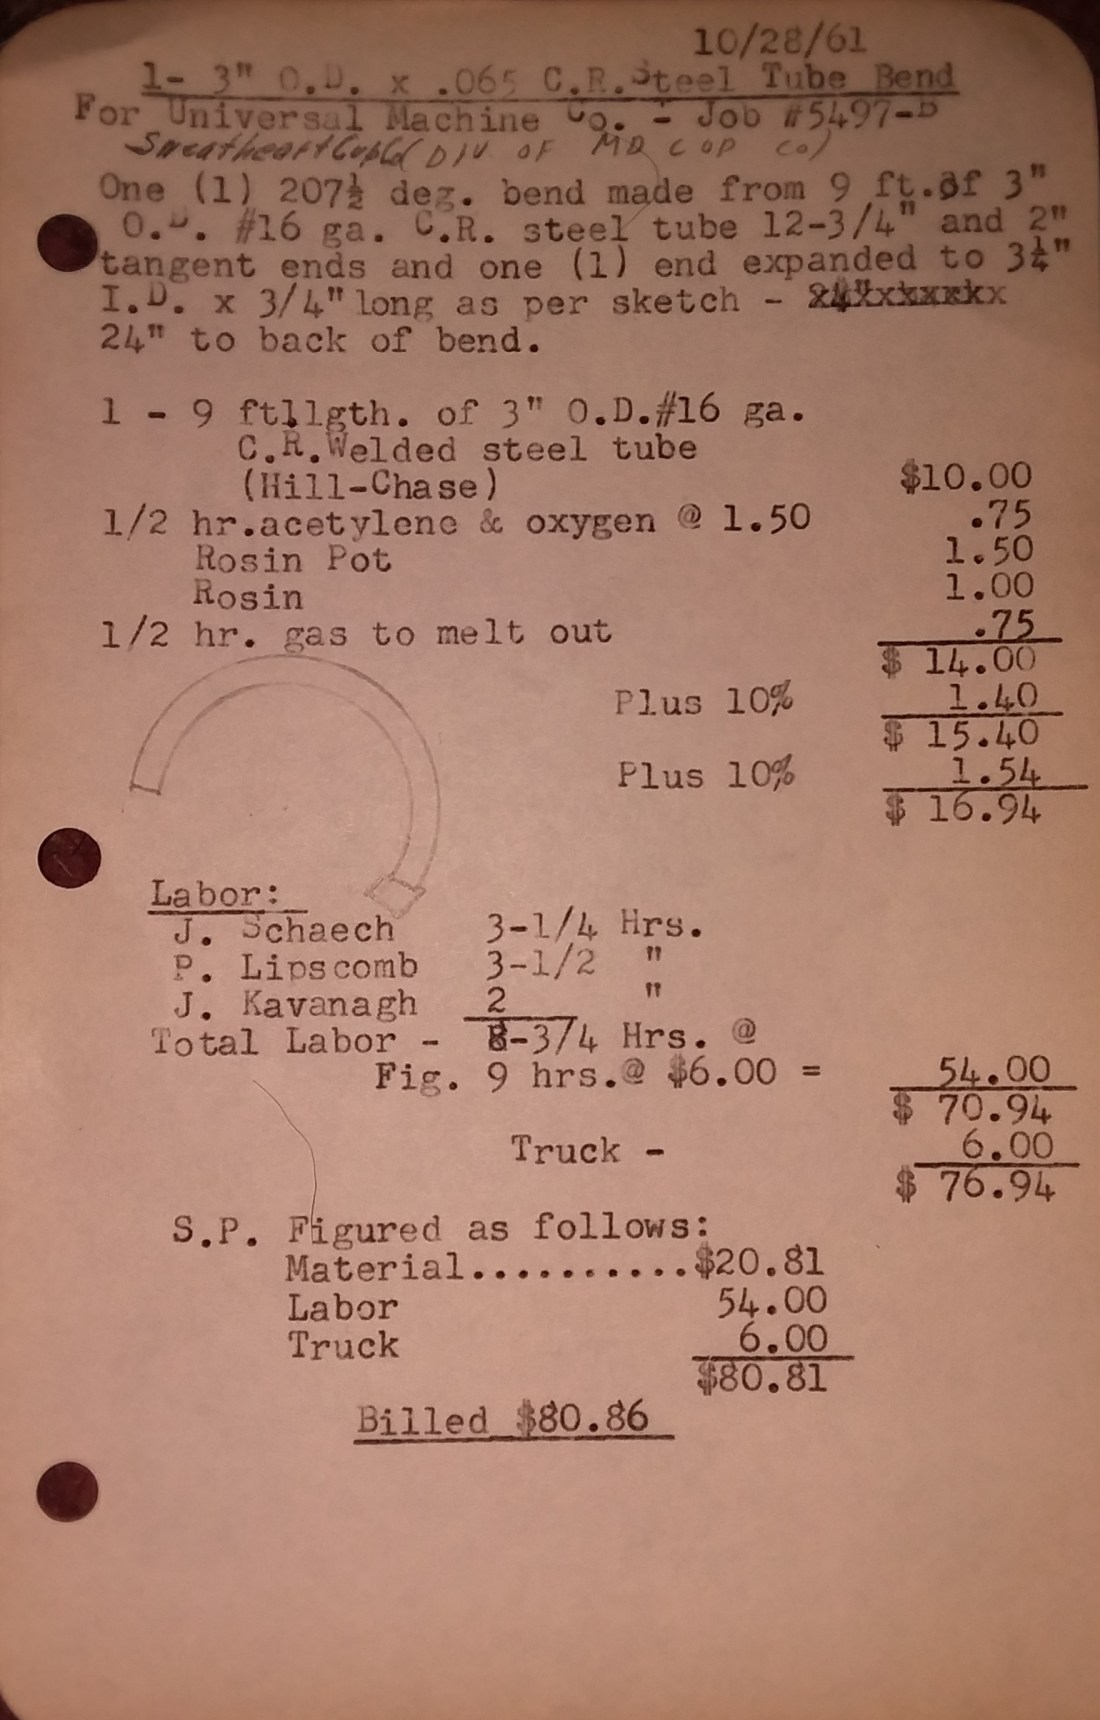 10/28/61
1- 3" O.D. x .065 C.R.Steel Tube Bend
For Universal Machine Co. - Job #5497-B
Sweatheart Cup Co (DIV OF MD CUP CO)
One (1) 207½ deg. bend made from 9 ft.of 3"
O.D. #16 ga. C.R. steel tube 12-3/4" and 2"
tangent ends and one (1) end expanded to 3¼"
I.D. x 3/4" long as per sketch -
24" to back of bend.
1 - 9 ftllgth. of 3" O.D.#16 ga.
C.R.Welded steel tube
(Hill-Chase) $10.00
1/2 hr.acetylene & oxygen @ 1.50 .75
Rosin Pot 1.50
Rosin 1.00
1/2 hr. gas to melt out .75
$ 14.00
Plus 10% 1.40
$ 15.40
Plus 10% 1.54
$ 16.94
Labor:
J. Schaech 3-1/4 Hrs.
P. Lipscomb 3-1/2 "
J. Kavanagh 2 "
Total Labor - 8-3/4 Hrs. @
Fig. 9 hrs.@ $6.00 = 54.00
$ 70.94
Truck - 6.00
$ 76.94
S.P. Figured as follows:
Material..........$20.81
Labor 54.00
Truck 6.00
$80.81
Billed $80.86